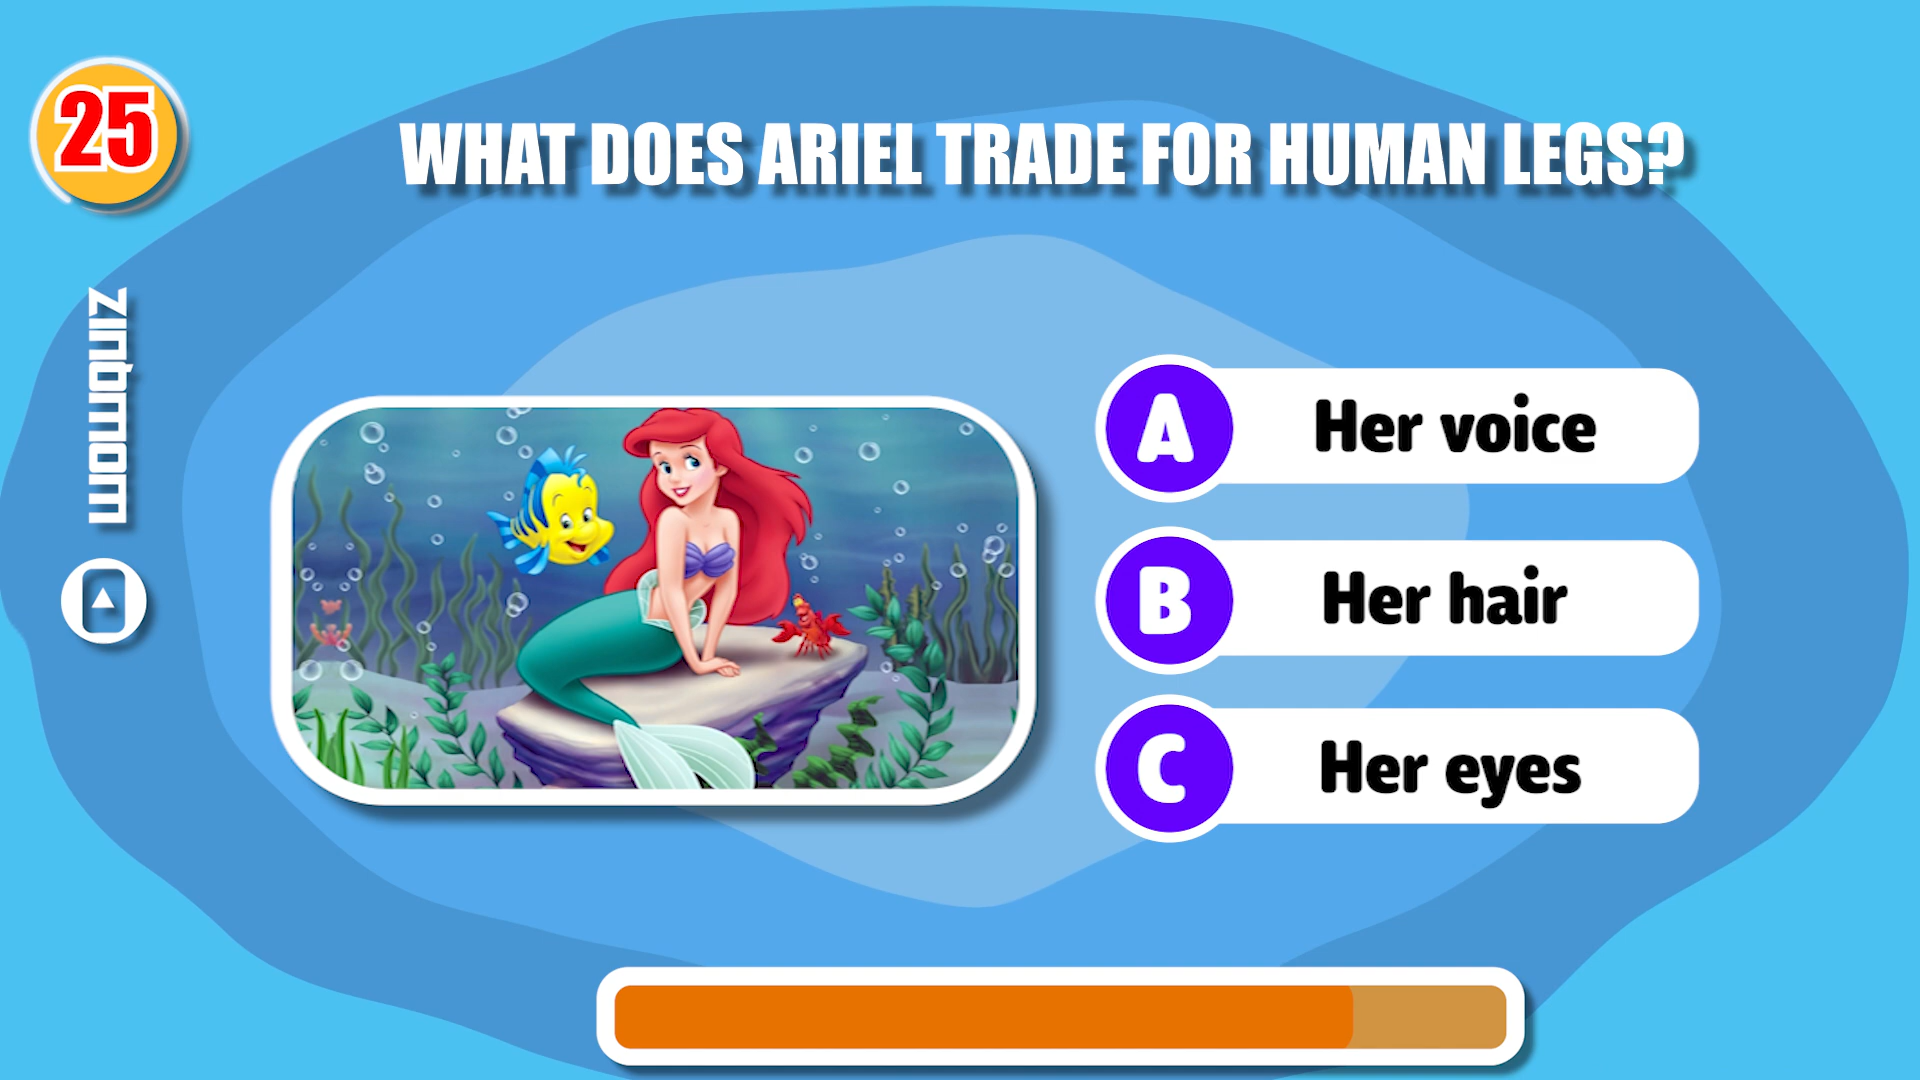 25
WHAT DOES ARIEL TRADE FOR HUMAN LEGS?
zinbmom
A Her voice
B Her hair
C Her eyes